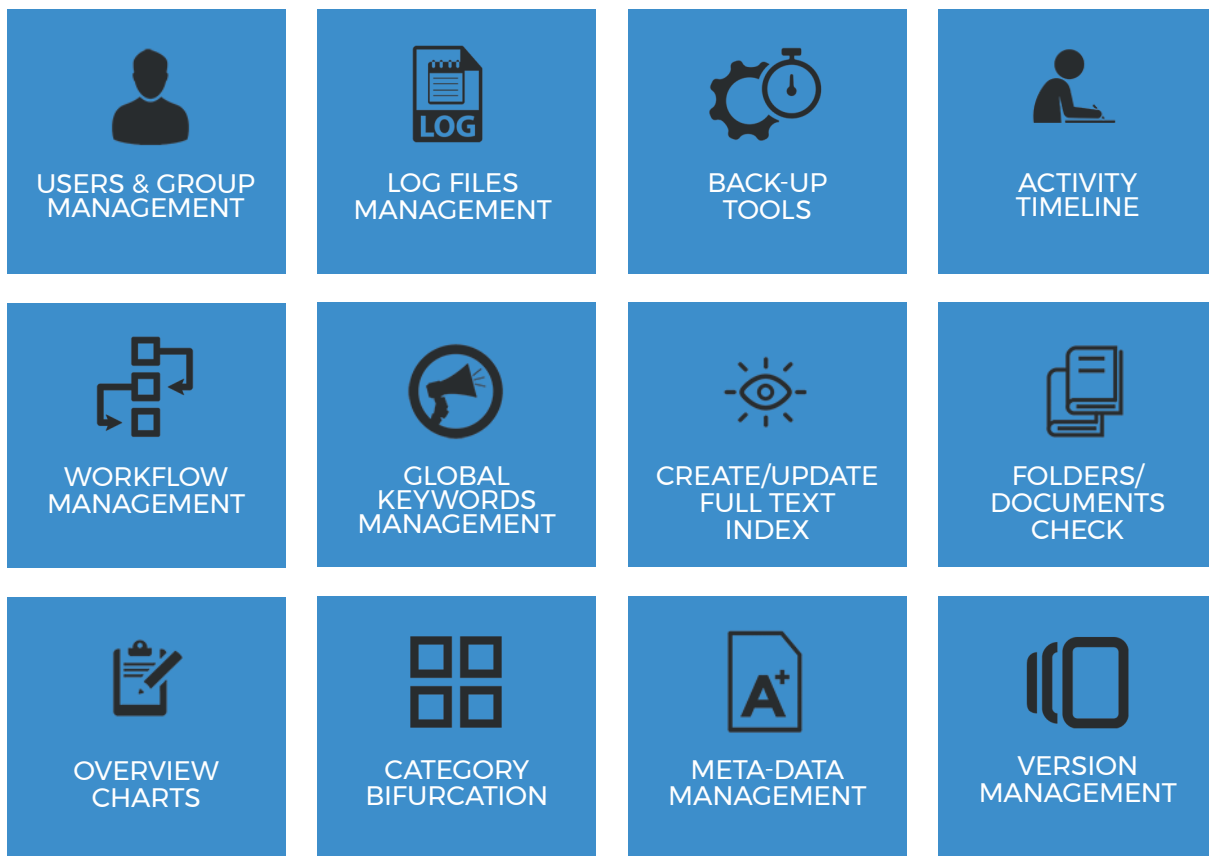 USERS & GROUP
MANAGEMENT
LOG
LOG FILES
MANAGEMENT
BACK-UP
TOOLS
ACTIVITY
TIMELINE
WORKFLOW
MANAGEMENT
GLOBAL
KEYWORDS
MANAGEMENT
CREATE/UPDATE
FULL TEXT
INDEX
FOLDERS/
DOCUMENTS
CHECK
OVERVIEW
CHARTS
CATEGORY
BIFURCATION
A+
META-DATA
MANAGEMENT
VERSION
MANAGEMENT